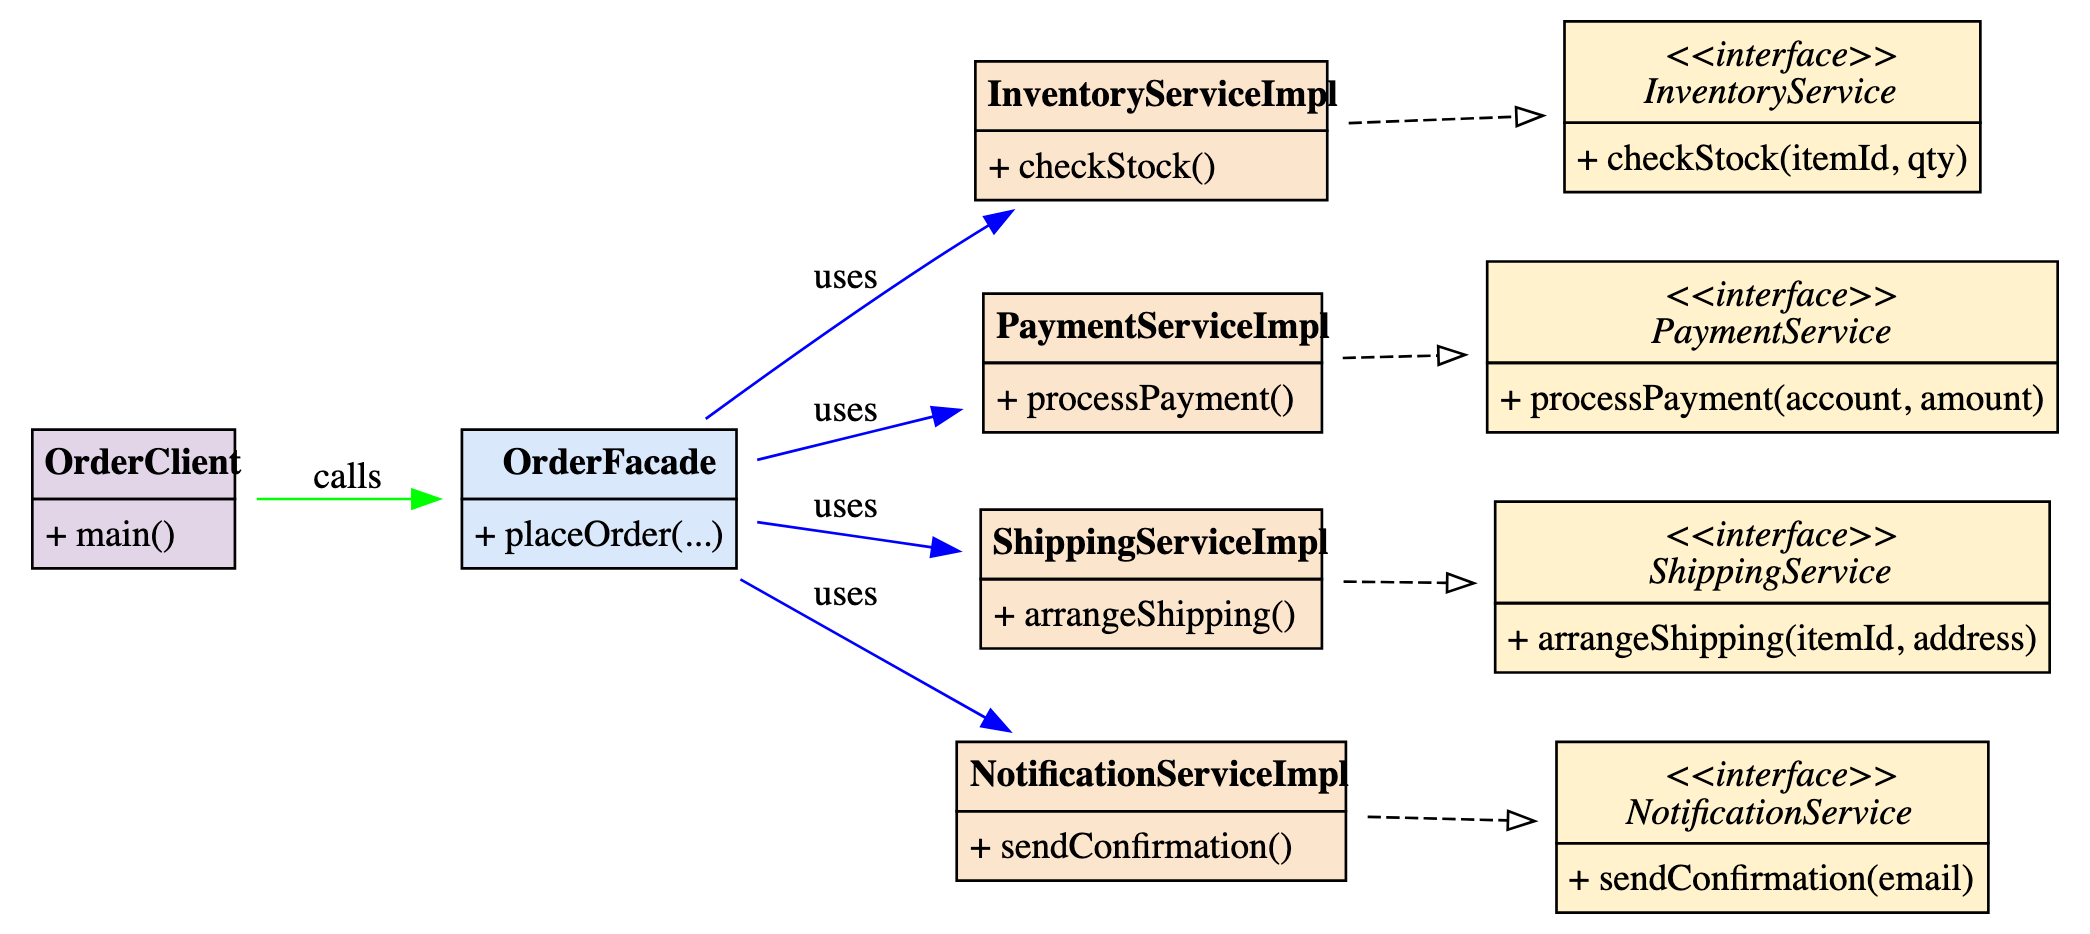 OrderClient
+ main()
calls
OrderFacade
+ placeOrder(...)
uses
uses
uses
uses
InventoryServiceImpl
+ checkStock()
PaymentServiceImpl
+ processPayment()
ShippingServiceImpl
+ arrangeShipping()
NotificationServiceImpl
+ sendConfirmation()
<<interface>>
InventoryService
+ checkStock(itemId, qty)
<<interface>>
PaymentService
+ processPayment(account, amount)
<<interface>>
ShippingService
+ arrangeShipping(itemId, address)
<<interface>>
NotificationService
+ sendConfirmation(email)